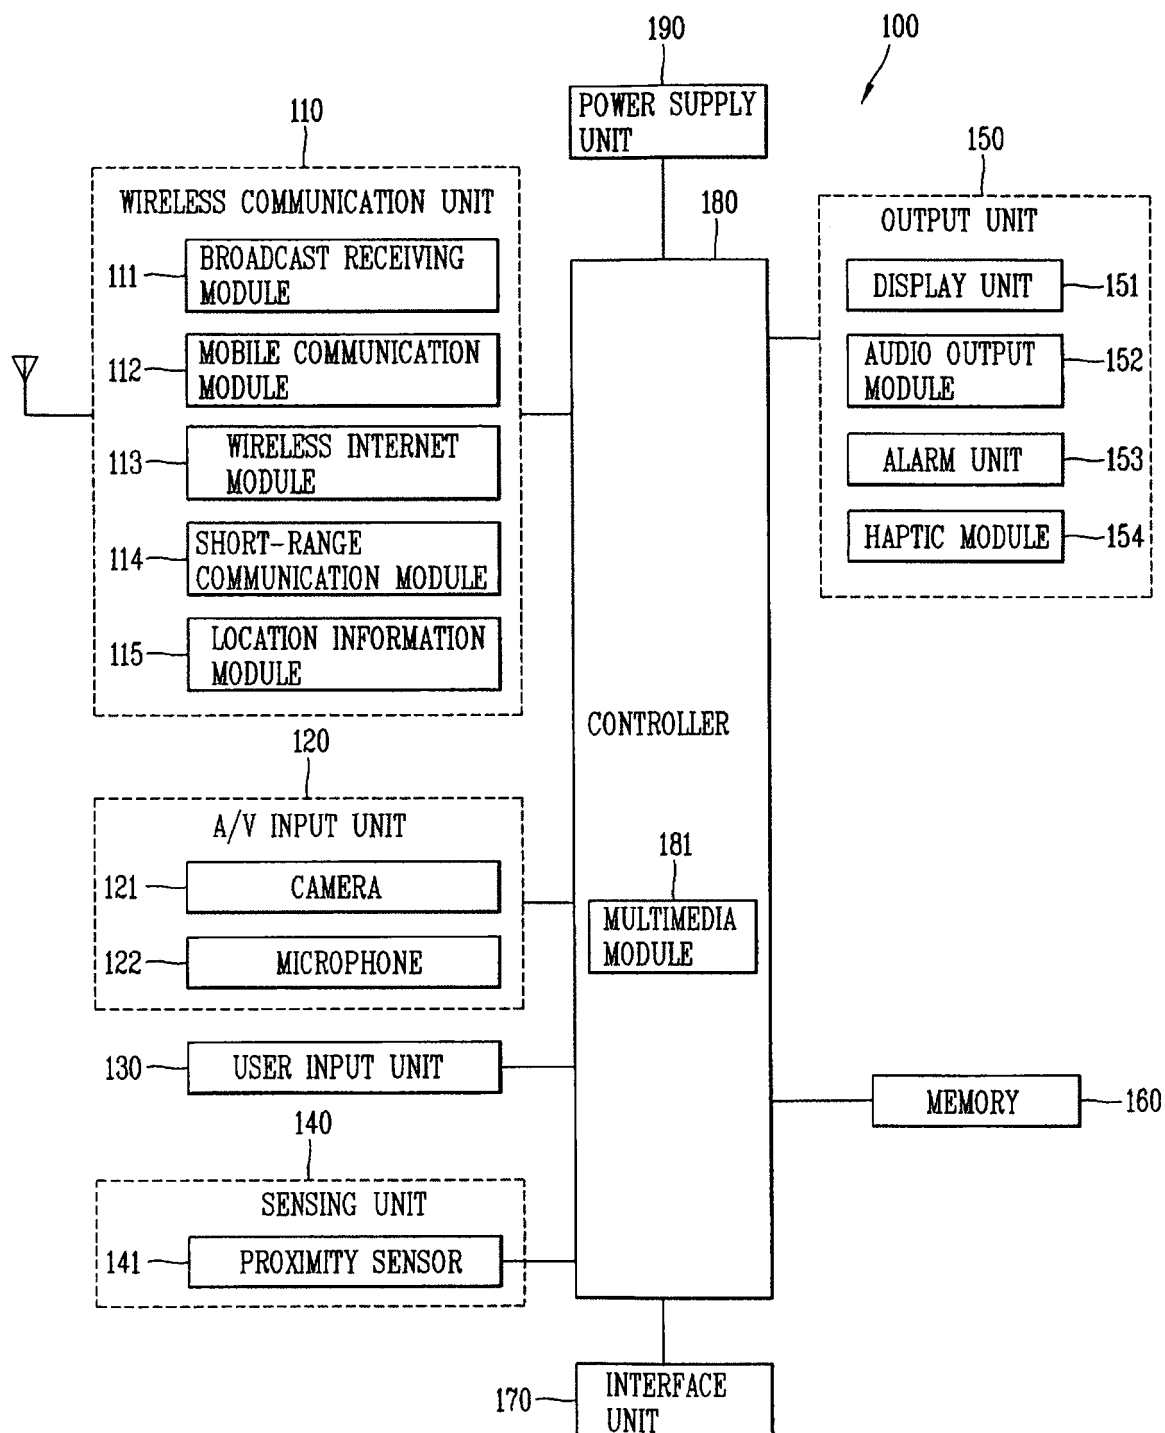 190
100
POWER SUPPLY
UNIT
110
WIRELESS COMMUNICATION UNIT
111
BROADCAST RECEIVING
MODULE
112
MOBILE COMMUNICATION
MODULE
113
WIRELESS INTERNET
MODULE
114
SHORT-RANGE
COMMUNICATION MODULE
115
LOCATION INFORMATION
MODULE
120
A/V INPUT UNIT
121
CAMERA
122
MICROPHONE
130
USER INPUT UNIT
140
SENSING UNIT
141
PROXIMITY SENSOR
180
CONTROLLER
181
MULTIMEDIA
MODULE
150
OUTPUT UNIT
DISPLAY UNIT
151
AUDIO OUTPUT
MODULE
152
ALARM UNIT
153
HAPTIC MODULE
154
MEMORY
160
170
INTERFACE
UNIT